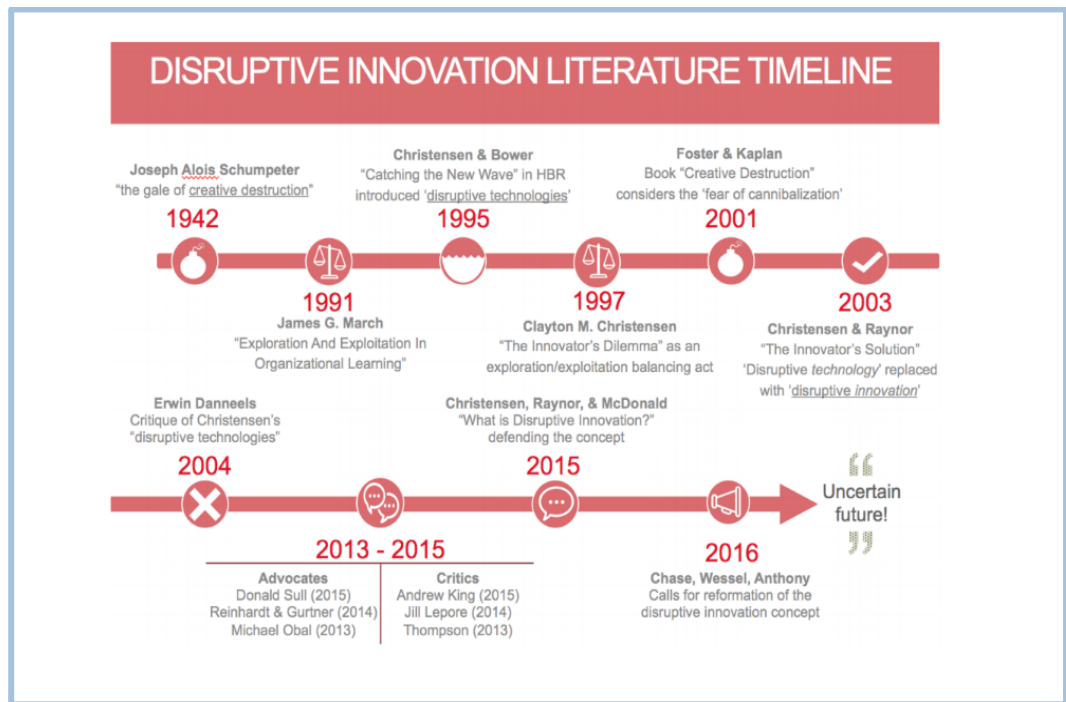 DISRUPTIVE INNOVATION LITERATURE TIMELINE
Joseph Alois Schumpeter
“the gale of creative destruction”
1942
1991
James G. March
“Exploration And Exploitation In
Organizational Learning”
Christensen & Bower
“Catching the New Wave” in HBR
introduced ‘disruptive technologies’
1995
1997
Clayton M. Christensen
“The Innovator’s Dilemma” as an
exploration/exploitation balancing act
Foster & Kaplan
Book “Creative Destruction”
considers the ‘fear of cannibalization’
2001
2003
Christensen & Raynor
“The Innovator’s Solution”
‘Disruptive technology’ replaced
with ‘disruptive innovation’
Erwin Danneels
Critique of Christensen’s
“disruptive technologies”
2004
2013 - 2015
Advocates
Donald Sull (2015)
Reinhardt & Gurtner (2014)
Michael Obal (2013)
Critics
Andrew King (2015)
Jill Lepore (2014)
Thompson (2013)
Christensen, Raynor, & McDonald
“What is Disruptive Innovation?”
defending the concept
2015
2016
Chase, Wessel, Anthony
Calls for reformation of the
disruptive innovation concept
“
Uncertain
future!
”